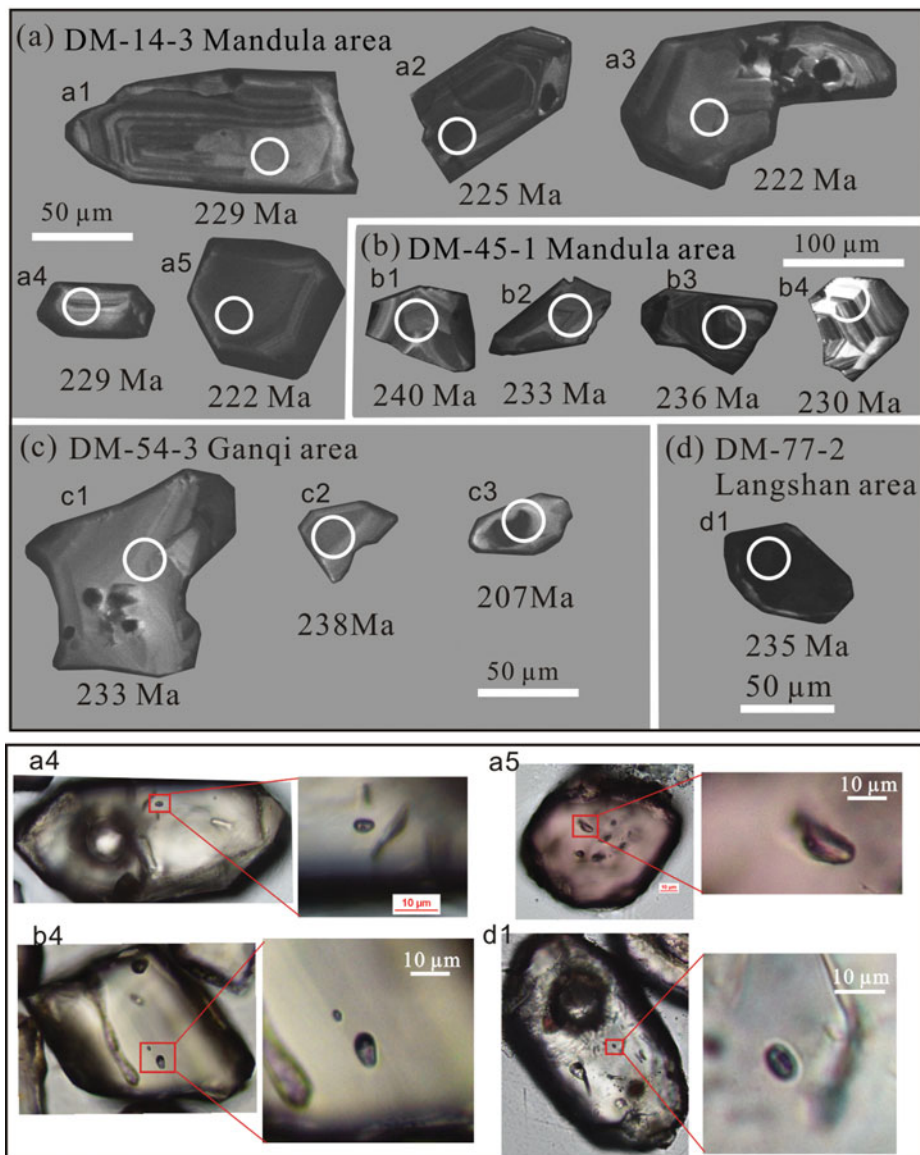 (a) DM-14-3 Mandula area
a1
a2
a3
229 Ma
225 Ma
222 Ma
50 μm
a4
a5
229 Ma
222 Ma
(b) DM-45-1 Mandula area
100 μm
b1
b2
b3
b4
240 Ma
233 Ma
236 Ma
230 Ma
(c) DM-54-3 Ganqi area
c1
c2
c3
233 Ma
238Ma
207Ma
50 μm
(d) DM-77-2
Langshan area
d1
235 Ma
50 μm
a4
10 μm
a5
10 μm
10 μm
b4
10 μm
d1
10 μm